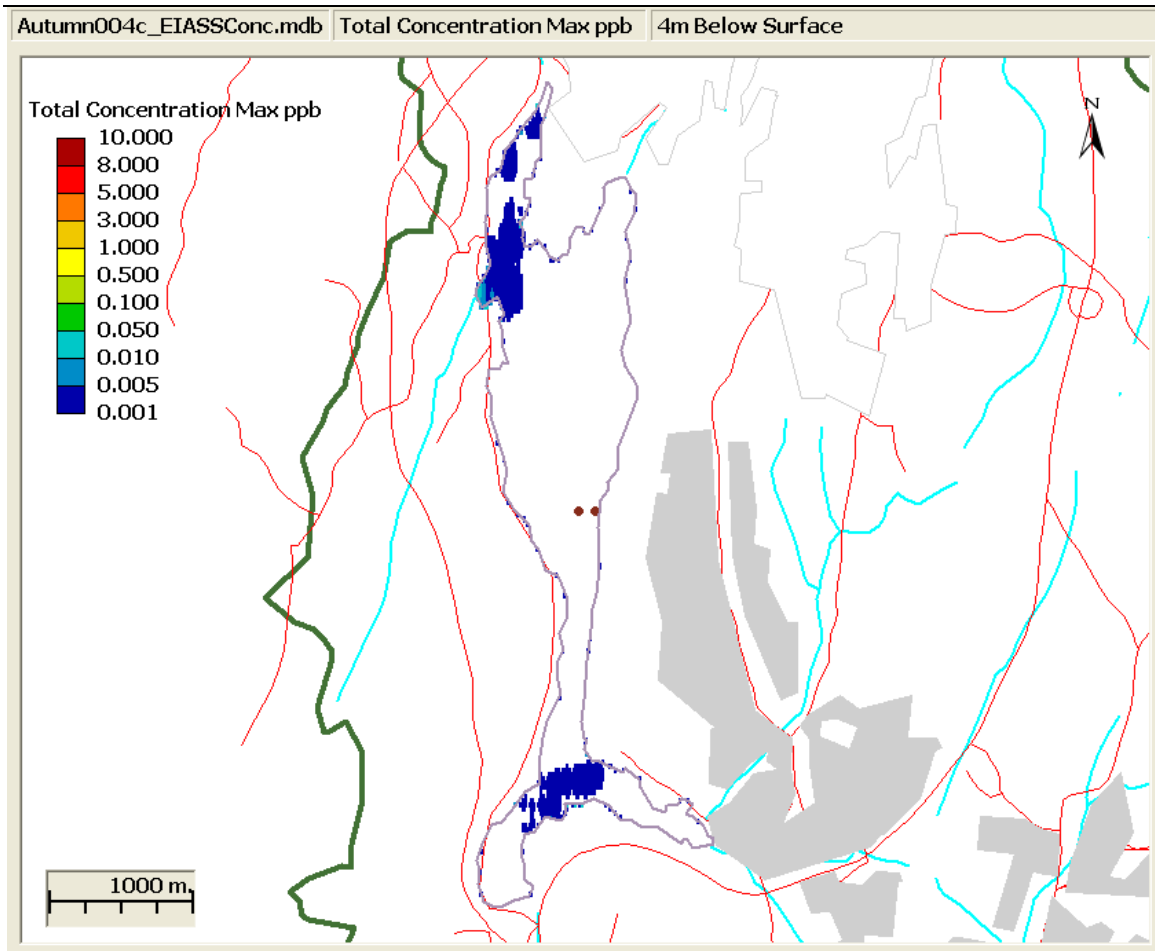 Autumn004c_EIASSConc.mdb Total Concentration Max ppb 4m Below Surface
Total Concentration Max ppb
10.000
8.000
5.000
3.000
1.000
0.500
0.100
0.050
0.010
0.005
0.001
N
1000 m.